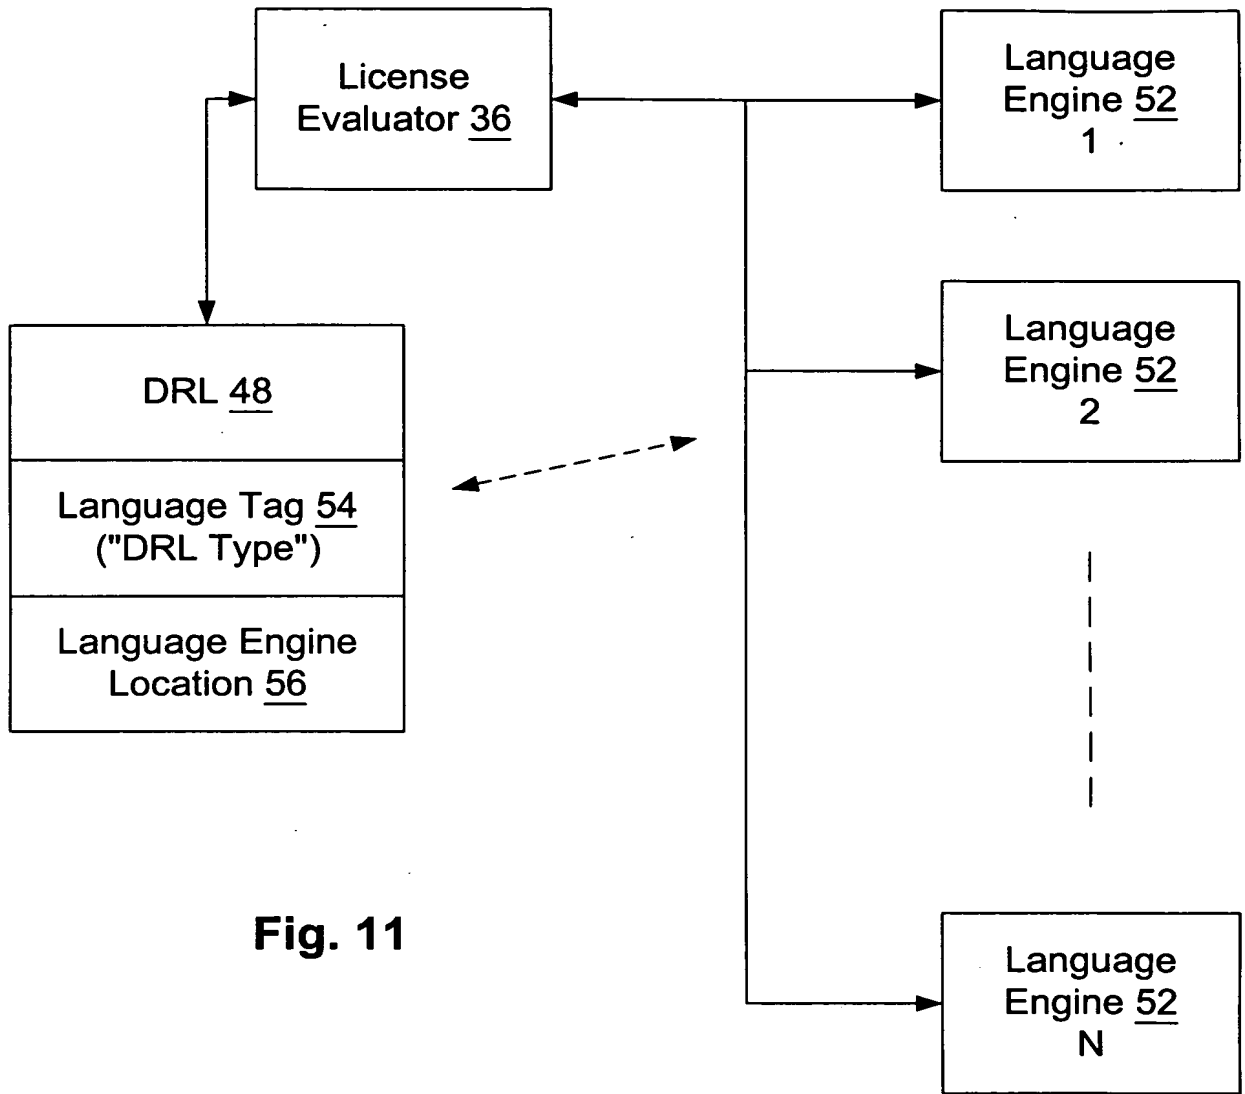 License
Evaluator 36
Language
Engine 52
1
Language
Engine 52
2
DRL 48
Language Tag 54
("DRL Type")
Language Engine
Location 56
Fig. 11
Language
Engine 52
N